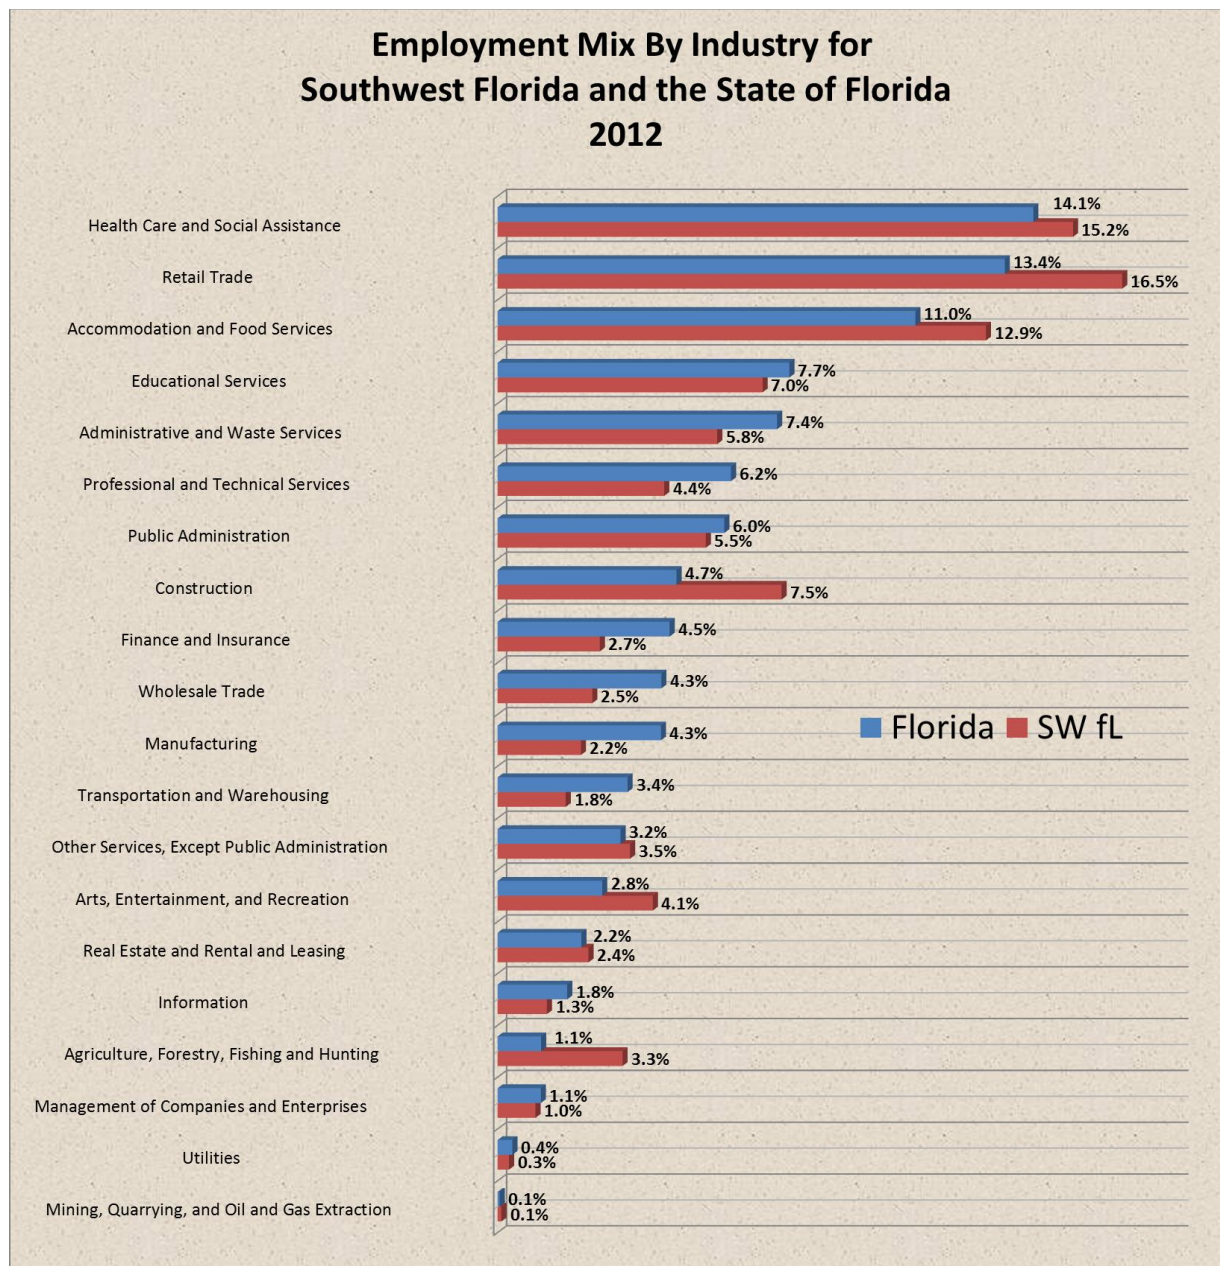 Employment Mix By Industry for
Southwest Florida and the State of Florida
2012
Health Care and Social Assistance
14.1%
15.2%
Retail Trade
13.4%
16.5%
Accommodation and Food Services
11.0%
12.9%
Educational Services
7.7%
7.0%
Administrative and Waste Services
7.4%
5.8%
Professional and Technical Services
6.2%
4.4%
Public Administration
6.0%
5.5%
Construction
4.7%
7.5%
Finance and Insurance
4.5%
2.7%
Wholesale Trade
4.3%
2.5%
Florida SW fL
Manufacturing
4.3%
2.2%
Transportation and Warehousing
3.4%
1.8%
Other Services, Except Public Administration
3.2%
3.5%
Arts, Entertainment, and Recreation
2.8%
4.1%
Real Estate and Rental and Leasing
2.2%
2.4%
Information
1.8%
1.3%
Agriculture, Forestry, Fishing and Hunting
1.1%
3.3%
Management of Companies and Enterprises
1.1%
1.0%
Utilities
0.4%
0.3%
Mining, Quarrying, and Oil and Gas Extraction
0.1%
0.1%